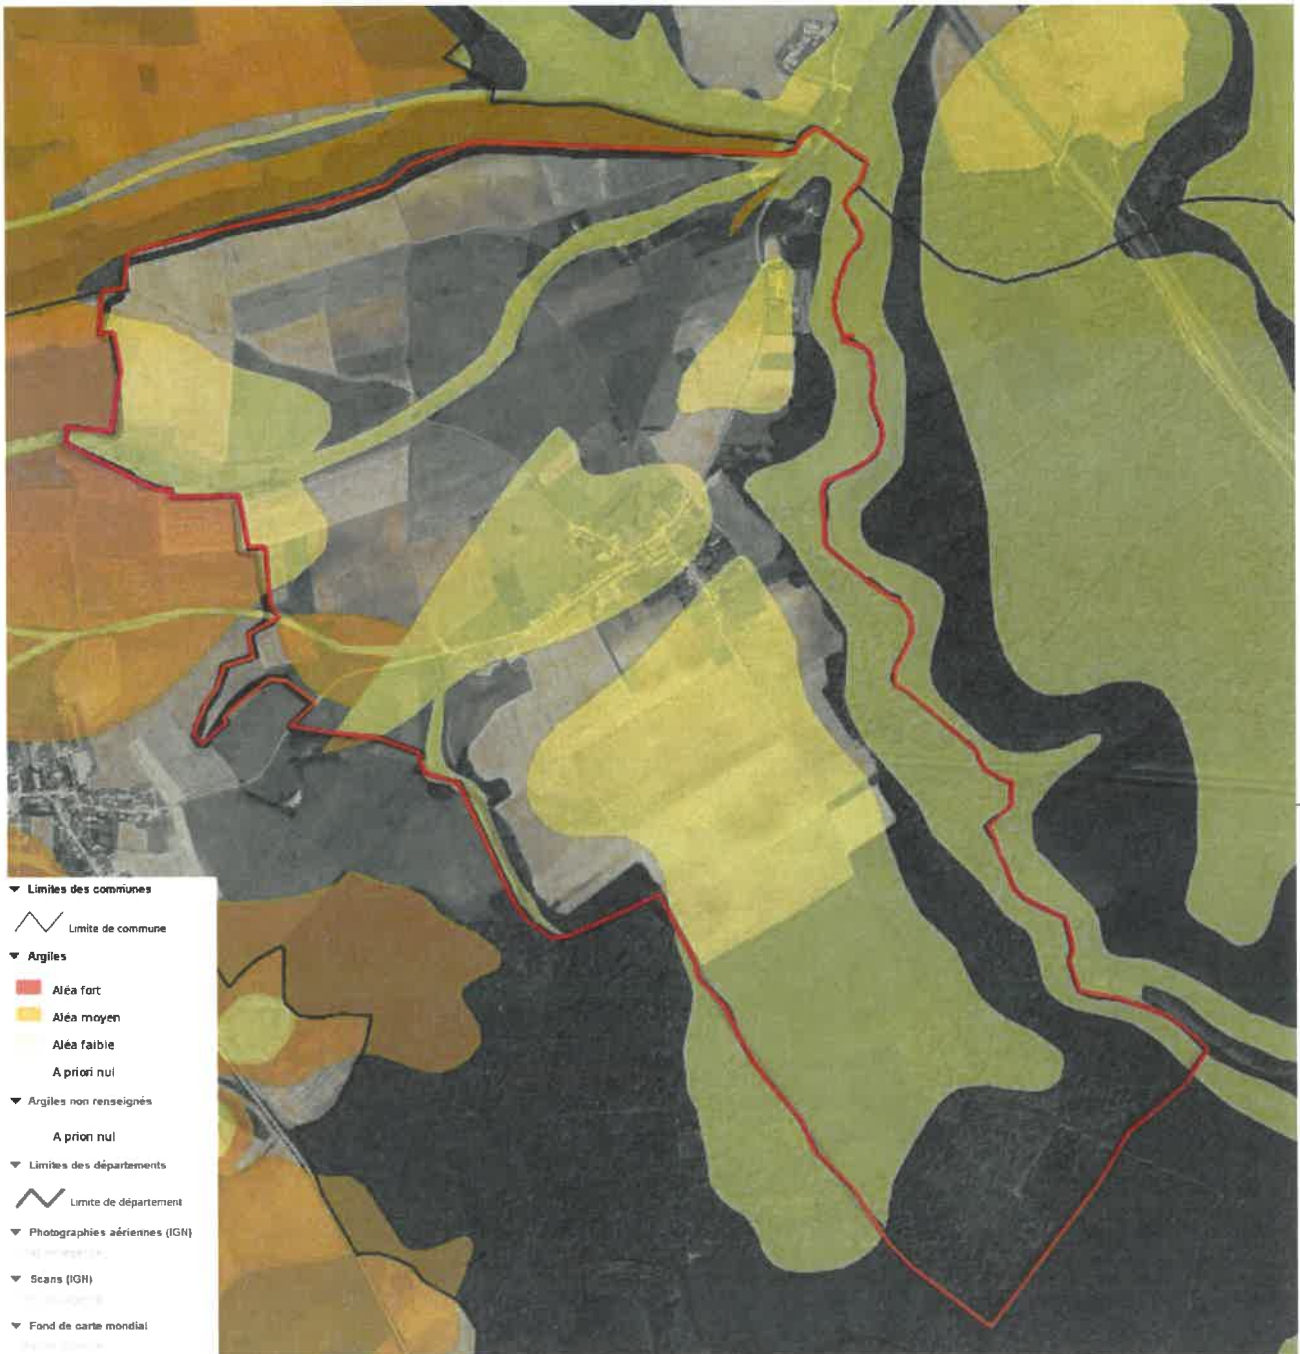 Limites des communes
Limite de commune
Argiles
Aléa fort
Aléa moyen
Aléa faible
A priori nul
Argiles non renseignés
A priori nul
Limites des départements
Limite de département
Photographies aériennes (IGN)
Scans (IGN)
Fond de carte mondial